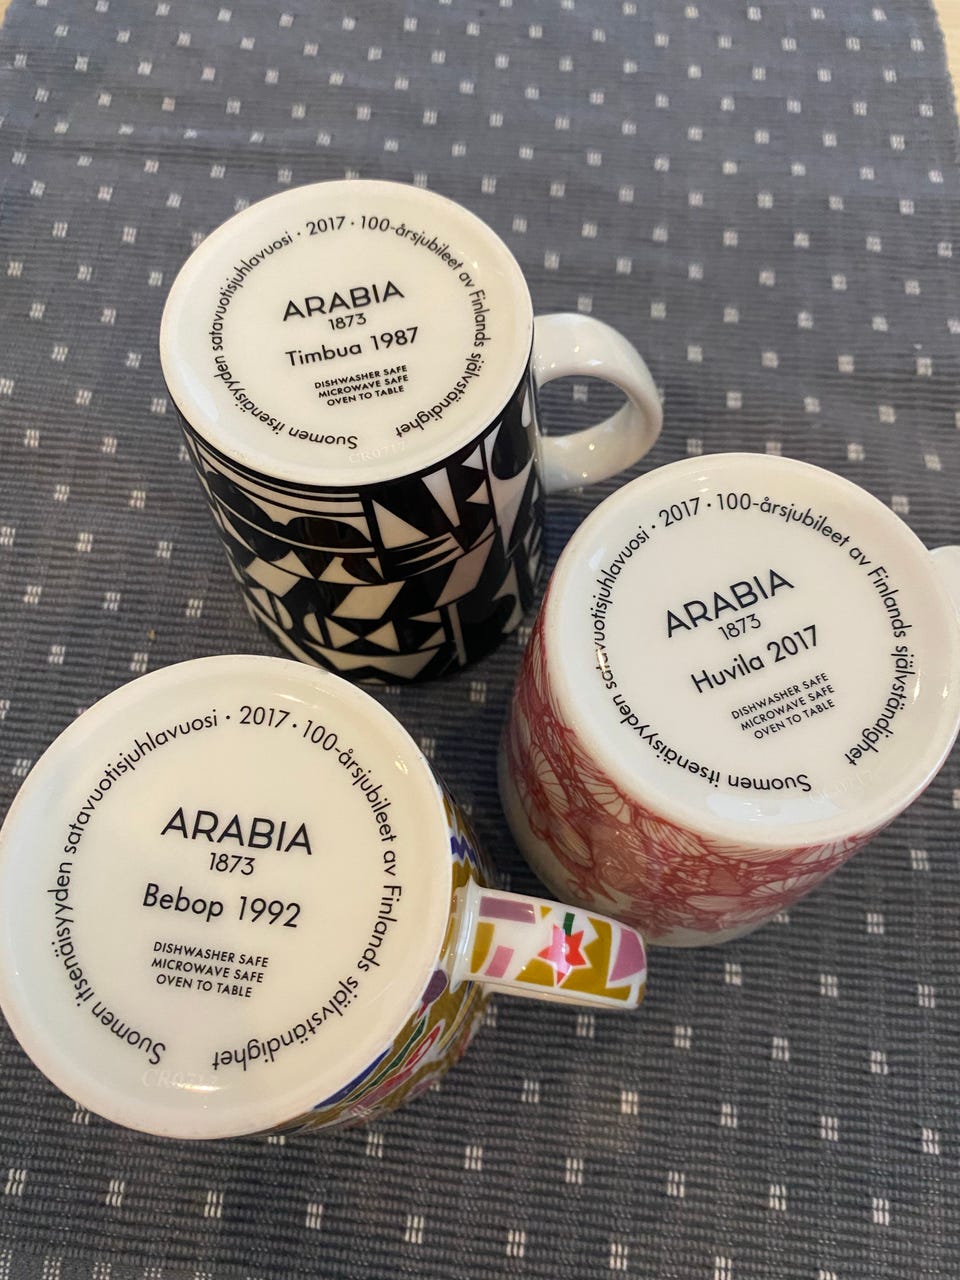 Suomen itsenäisyyden satavuotisjuhlavuosi · 2017 · 100-årsjubileet av Finlands självständighet
ARABIA
1873
Timbua 1987
DISHWASHER SAFE
MICROWAVE SAFE
OVEN TO TABLE
CR0717
Suomen itsenäisyyden satavuotisjuhlavuosi · 2017 · 100-årsjubileet av Finlands självständighet
ARABIA
1873
Huvila 2017
DISHWASHER SAFE
MICROWAVE SAFE
OVEN TO TABLE
Suomen itsenäisyyden satavuotisjuhlavuosi · 2017 · 100-årsjubileet av Finlands självständighet
ARABIA
1873
Bebop 1992
DISHWASHER SAFE
MICROWAVE SAFE
OVEN TO TABLE